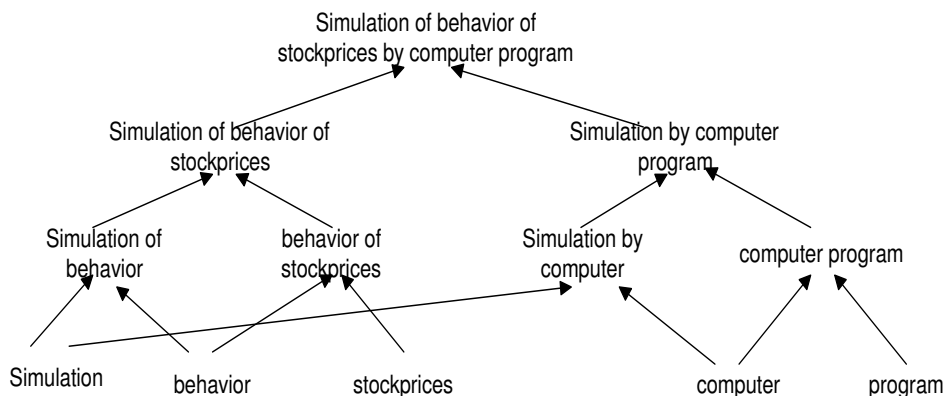 Simulation of behavior of
stockprices by computer program
Simulation of behavior of
stockprices
Simulation by computer
program
Simulation of
behavior
behavior of
stockprices
Simulation by
computer
computer program
Simulation
behavior
stockprices
computer
program